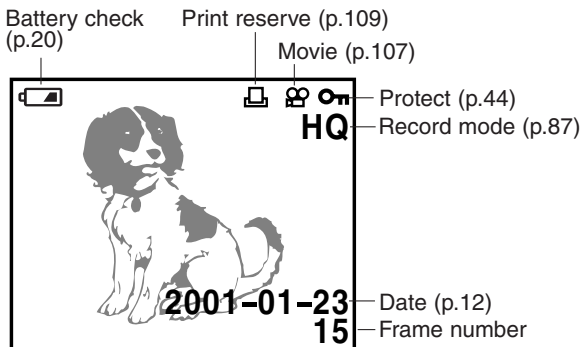 Battery check
(p.20)
Print reserve (p.109)
Movie (p.107)
Protect (p.44)
HQ
Record mode (p.87)
2001-01-23
Date (p.12)
15
Frame number